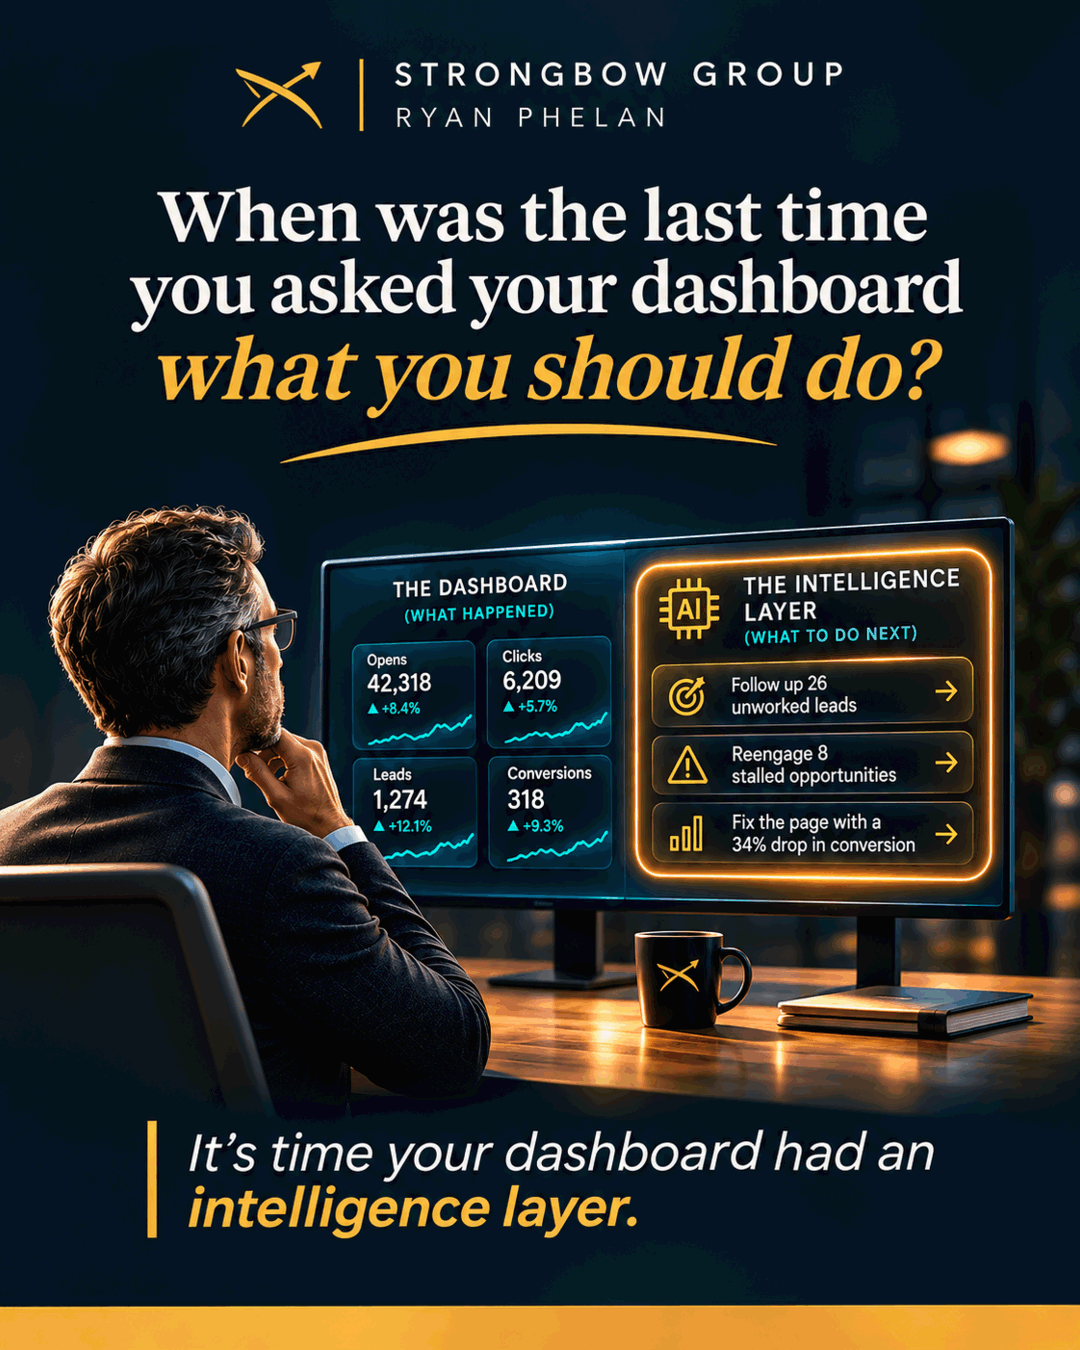 STRONGBOW GROUP
RYAN PHELAN
When was the last time
you asked your dashboard
what you should do?
THE DASHBOARD
(WHAT HAPPENED)
Opens
42,318
▲ +8.4%
Clicks
6,209
▲ +5.7%
Leads
1,274
▲ +12.1%
Conversions
318
▲ +9.3%
AI
THE INTELLIGENCE
LAYER
(WHAT TO DO NEXT)
Follow up 26
unworked leads
Reengage 8
stalled opportunities
Fix the page with a
34% drop in conversion
It's time your dashboard had an
intelligence layer.